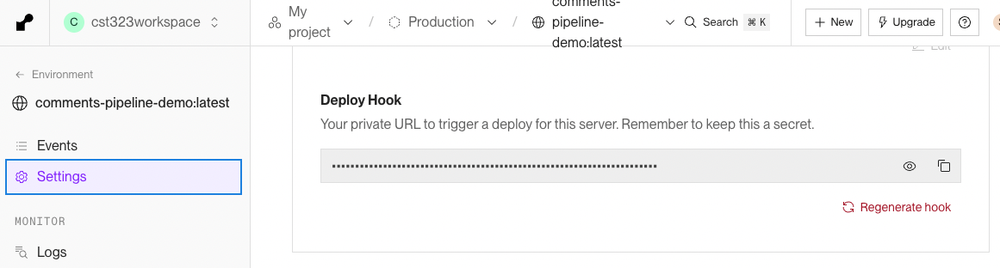 C cst323workspace
My project / Production / comments-pipeline-demo:latest
Search ⌘ K
New
Upgrade
Environment
comments-pipeline-demo:latest
Events
Settings
MONITOR
Logs
Edit
Deploy Hook
Your private URL to trigger a deploy for this server. Remember to keep this a secret.
••••••••••••••••••••••••••••••••••••••••••••••••••••••••••••••••••••••
Regenerate hook